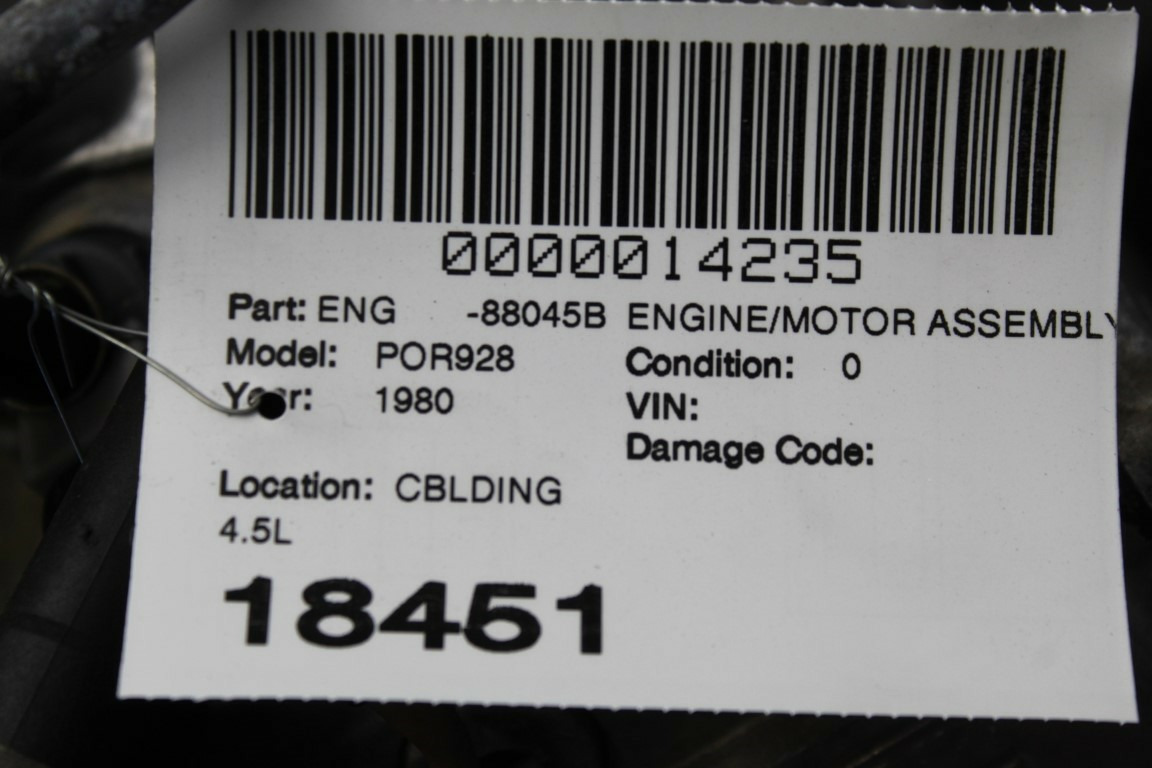 0000014235
Part: ENG -88045B ENGINE/MOTOR ASSEMBLY
Model: POR928 Condition: 0
Year: 1980 VIN:
Damage Code:
Location: CBLDING
4.5L
18451